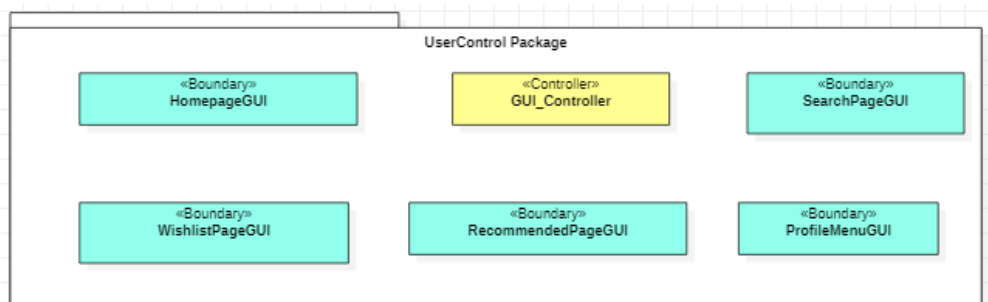 UserControl Package
«Boundary»
HomepageGUI
«Controller»
GUI_Controller
«Boundary»
SearchPageGUI
«Boundary»
WishlistPageGUI
«Boundary»
RecommendedPageGUI
«Boundary»
ProfileMenuGUI